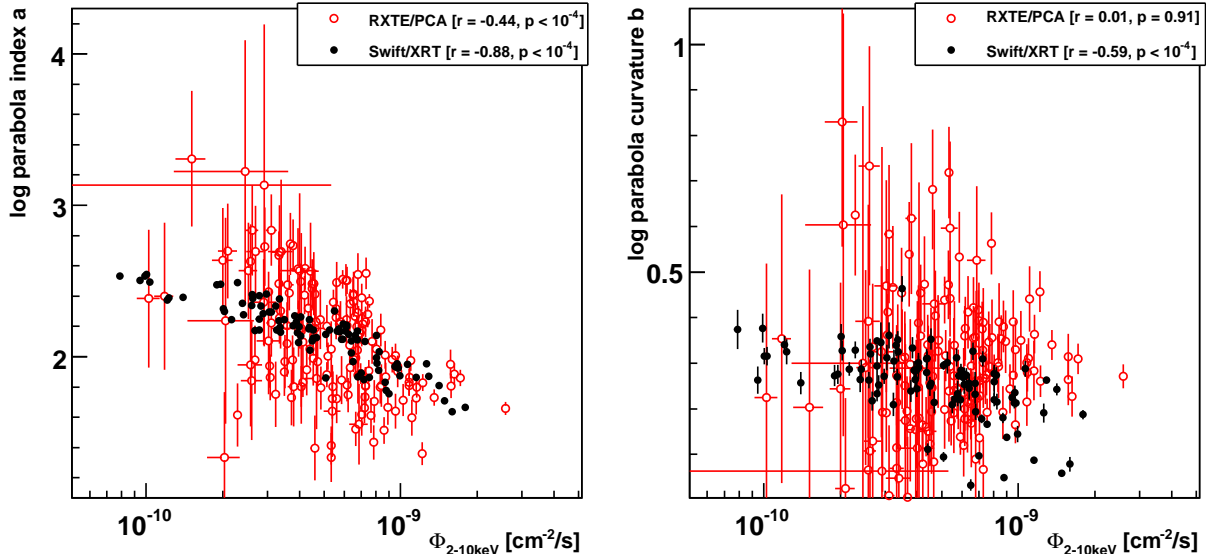 log parabola index a
RXTE/PCA [r = -0.44, p < 10⁻⁴]
Swift/XRT [r = -0.88, p < 10⁻⁴]
4
3
2
10⁻¹⁰
10⁻⁹
Φ₂₋₁₀keV [cm⁻²/s]
log parabola curvature b
RXTE/PCA [r = 0.01, p = 0.91]
Swift/XRT [r = -0.59, p < 10⁻⁴]
1
0.5
10⁻¹⁰
10⁻⁹
Φ₂₋₁₀keV [cm⁻²/s]